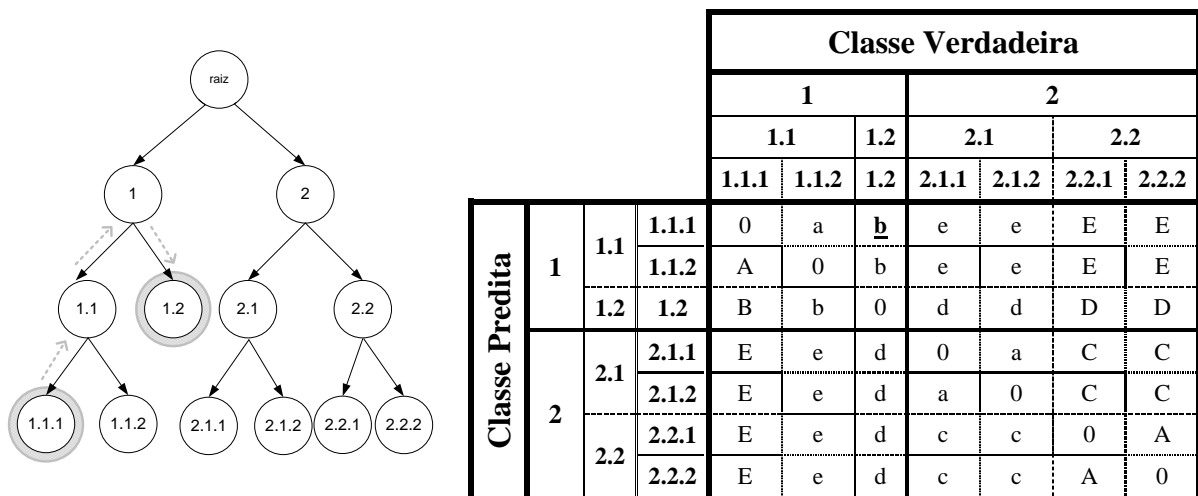 raiz
1
2
1.1
1.2
2.1
2.2
1.1.1
1.1.2
2.1.1
2.1.2
2.2.1
2.2.2
Classe Verdadeira
1 2
1.1 1.2 2.1 2.2
1.1.1 1.1.2 1.2 2.1.1 2.1.2 2.2.1 2.2.2
Classe Predita
1
1.1
1.1.1 0 a b e e E E
1.1.2 A 0 b e e E E
1.2 1.2 B b 0 d d D D
2
2.1
2.1.1 E e d 0 a C C
2.1.2 E e d a 0 C C
2.2
2.2.1 E e d c c 0 A
2.2.2 E e d c c A 0